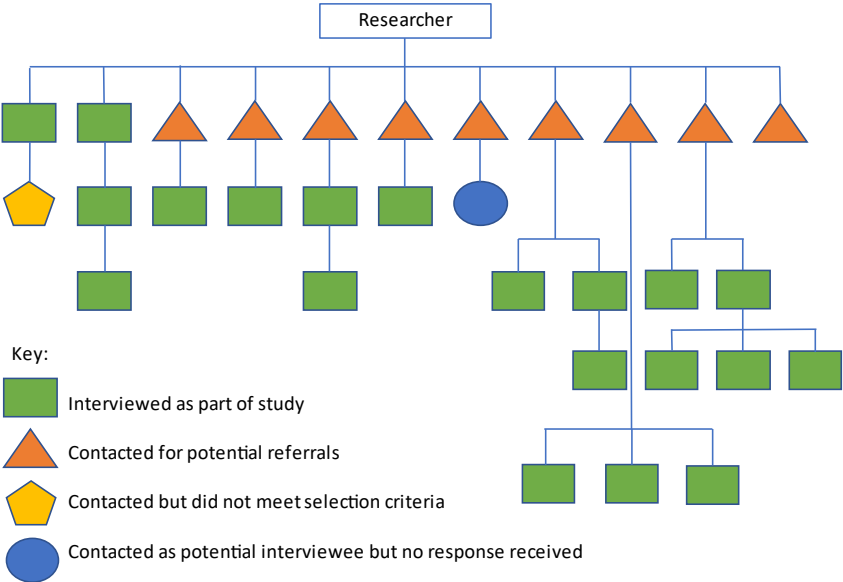 Researcher
Key:
Interviewed as part of study
Contacted for potential referrals
Contacted but did not meet selection criteria
Contacted as potential interviewee but no response received